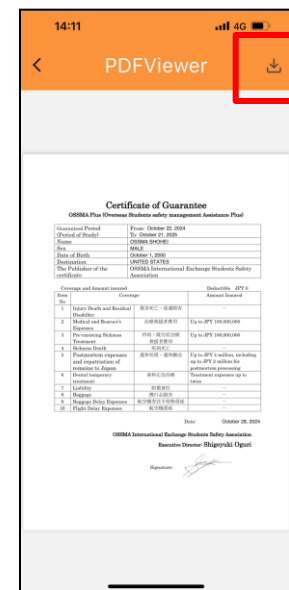 14:11
4G
PDFViewer
Certificate of Guarantee
OSSMA Plus (Overseas Students safety management Assistance Plus)
Guaranteed Period From: October 22, 2024
(Period of Study) To: October 21, 2025
Name OSSMA SHOHEI
Sex MALE
Date of Birth October 1, 2000
Destination UNITED STATES
The Publisher of the OSSMA International Exchange Students Safety
certificate Association
Coverage and Amount insured Deductible JPY 0
Item Coverage Amount Insured
No
1 Injury Death and Residual
Disability
2 Medical and Rescuer's Up to JPY 100,000,000
Expenses
3 Pre-existing Sickness Up to JPY 100,000,000
Treatment
4 Sickness Death
5 Postmortem expenses Up to JPY 4 million, including
and repatriation of up to JPY 2 million for
remains to Japan postmortem processing
6 Dental temporary Treatment expenses up to
treatment twice
7 Liability
8 Baggage
9 Baggage Delay Expenses
10 Flight Delay Expenses
Date: October 28, 2024
OSSMA International Exchange Students Safety Association
Executive Director: Shigeyuki Oguri
Signature: